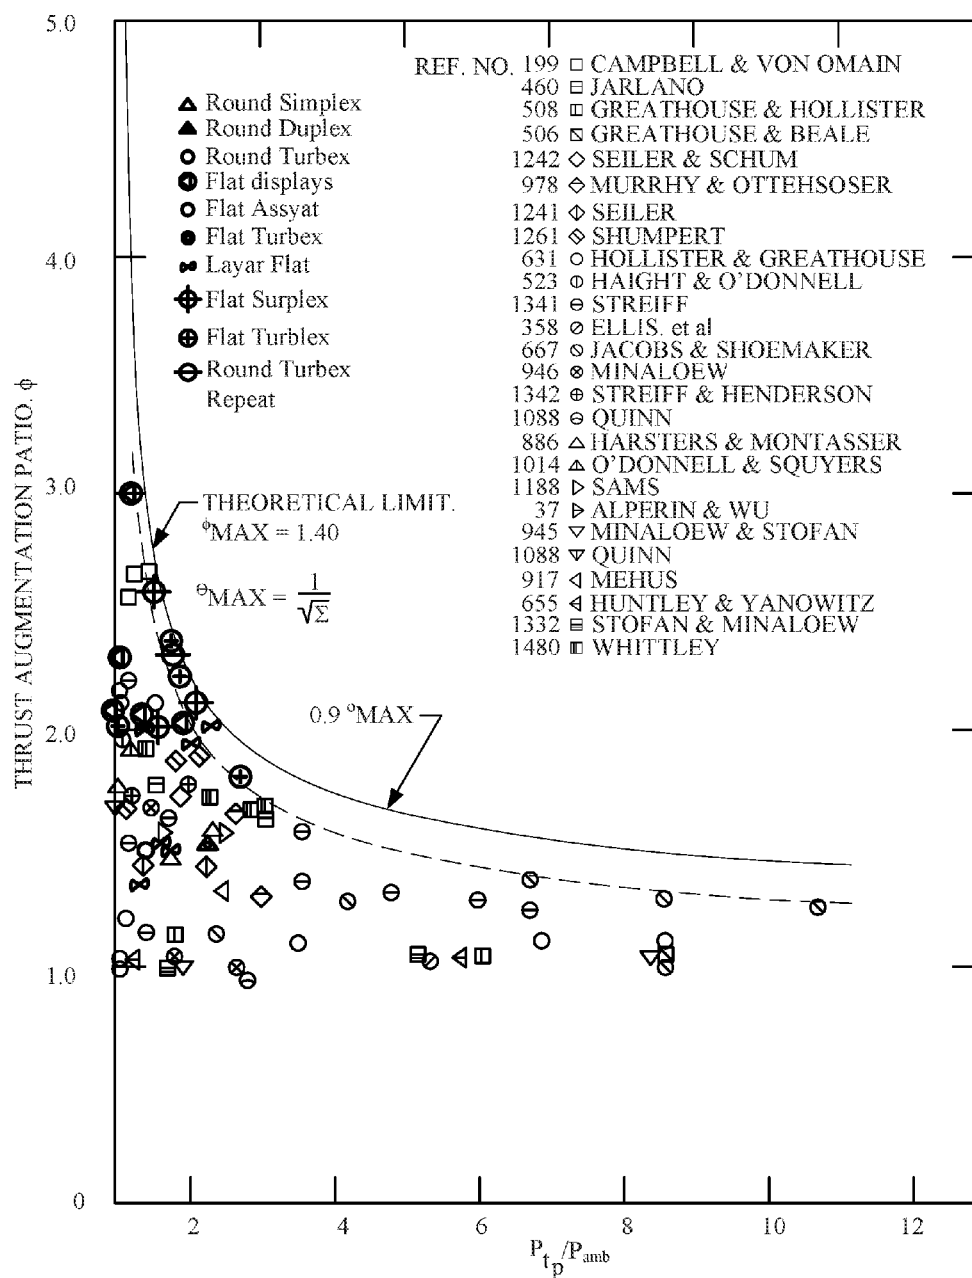 5.0
4.0
3.0
2.0
1.0
0
THRUST AUGMENTATION PATIO. ϕ
Round Simplex
Round Duplex
Round Turbex
Flat displays
Flat Assyat
Flat Turbex
Layar Flat
Flat Surplex
Flat Turblex
Round Turbex
Repeat
REF. NO. 199 CAMPBELL & VON OMAIN
460 JARLANO
508 GREATHOUSE & HOLLISTER
506 GREATHOUSE & BEALE
1242 SEILER & SCHUM
978 MURRHY & OTTEHSOSER
1241 SEILER
1261 SHUMPERT
631 HOLLISTER & GREATHOUSE
523 HAIGHT & O'DONNELL
1341 STREIFF
358 ELLIS. et al
667 JACOBS & SHOEMAKER
946 MINALOEW
1342 STREIFF & HENDERSON
1088 QUINN
886 HARSTERS & MONTASSER
1014 O'DONNELL & SQUYERS
1188 SAMS
37 ALPERIN & WU
945 MINALOEW & STOFAN
1088 QUINN
917 MEHUS
655 HUNTLEY & YANOWITZ
1332 STOFAN & MINALOEW
1480 WHITTLEY
THEORETICAL LIMIT.
ϕMAX = 1.40
ΘMAX = 1/√Σ
0.9 °MAX
2 4 6 8 10 12
Ptp/Pamb